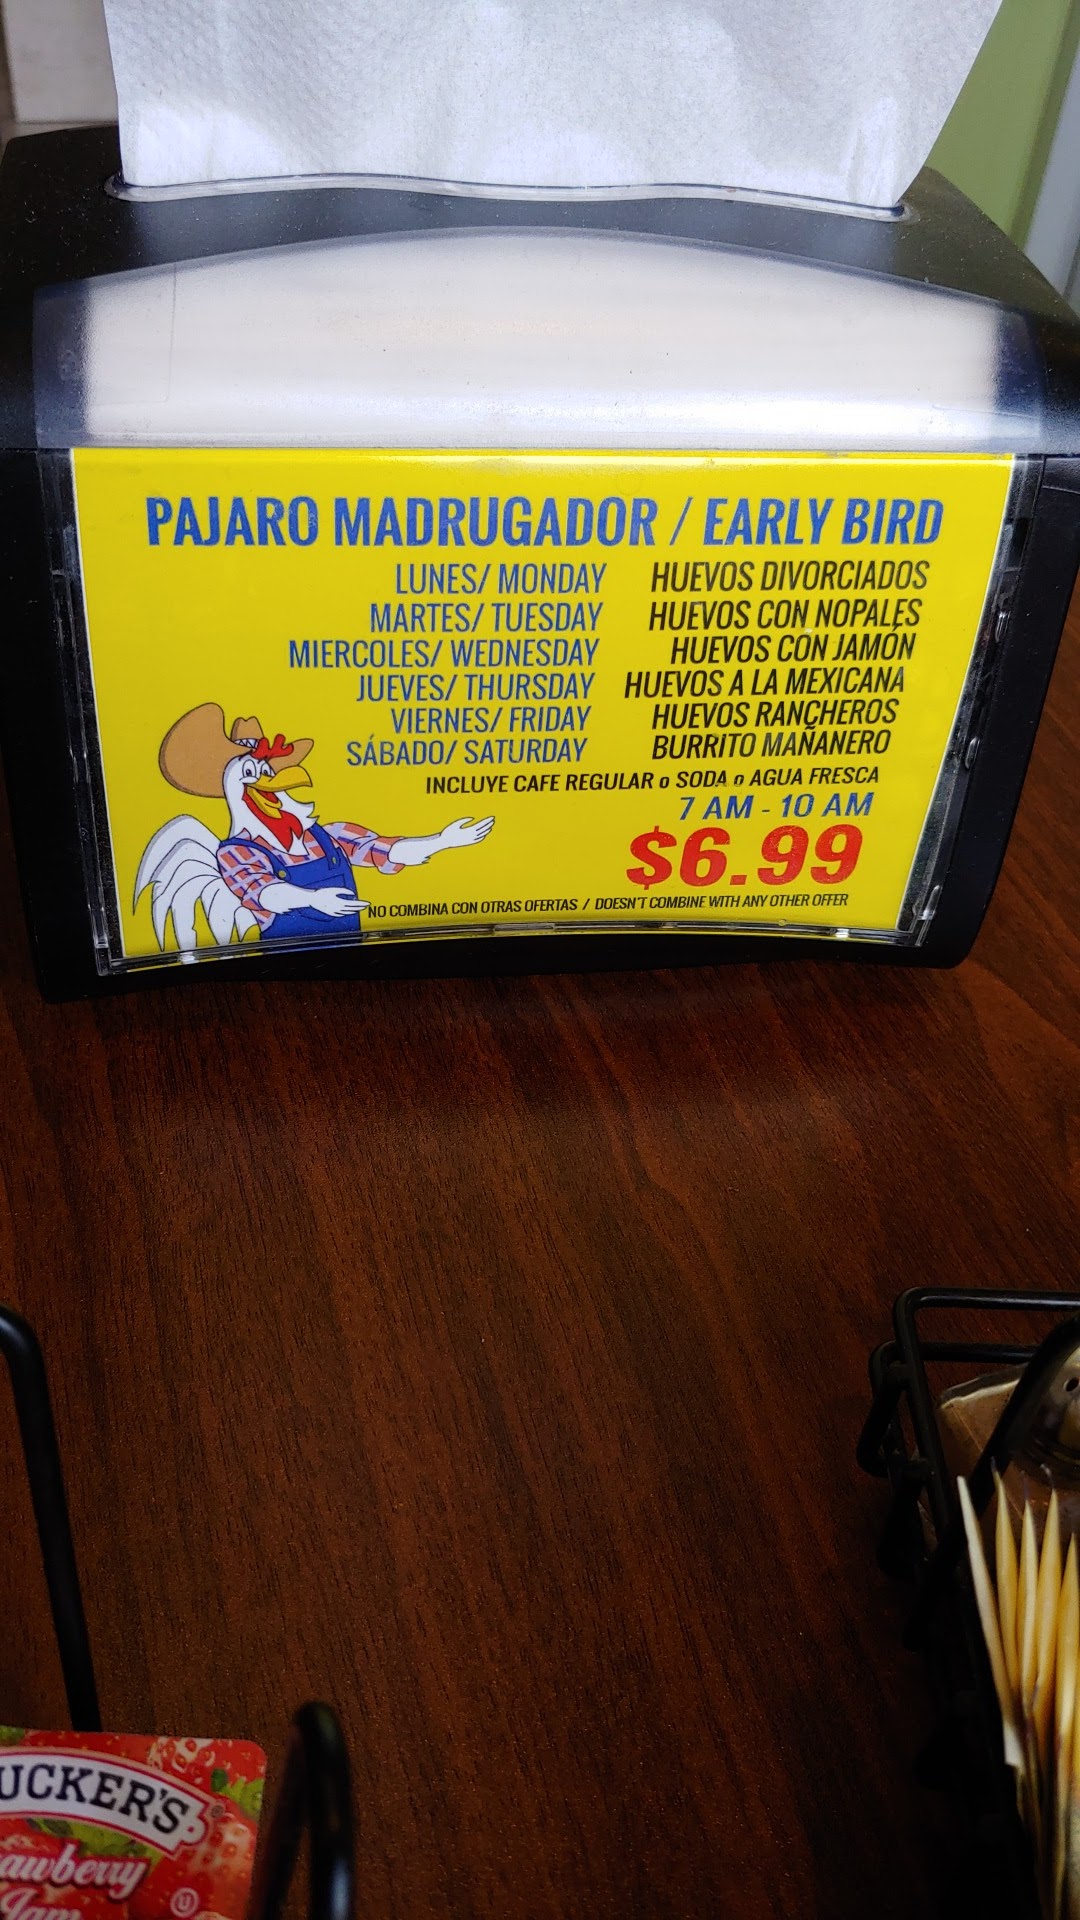 PAJARO MADRUGADOR / EARLY BIRD
LUNES/ MONDAY HUEVOS DIVORCIADOS
MARTES/ TUESDAY HUEVOS CON NOPALES
MIERCOLES/ WEDNESDAY HUEVOS CON JAMÓN
JUEVES/ THURSDAY HUEVOS A LA MEXICANA
VIERNES/ FRIDAY HUEVOS RANCHEROS
SÁBADO/ SATURDAY BURRITO MAÑANERO
INCLUYE CAFE REGULAR o SODA o AGUA FRESCA
7 AM - 10 AM
$6.99
NO COMBINA CON OTRAS OFERTAS / DOESN'T COMBINE WITH ANY OTHER OFFER
UCKER'S
awberry
Jam